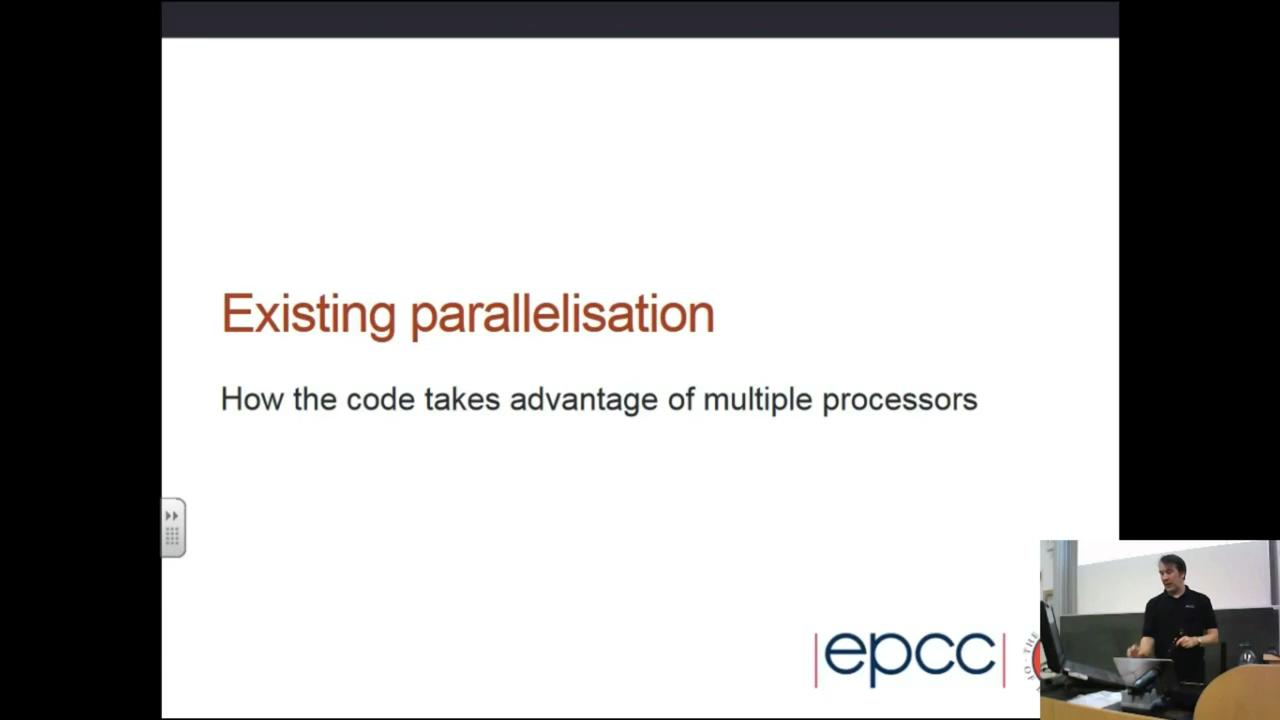 Existing parallelisation
How the code takes advantage of multiple processors
|epcc|